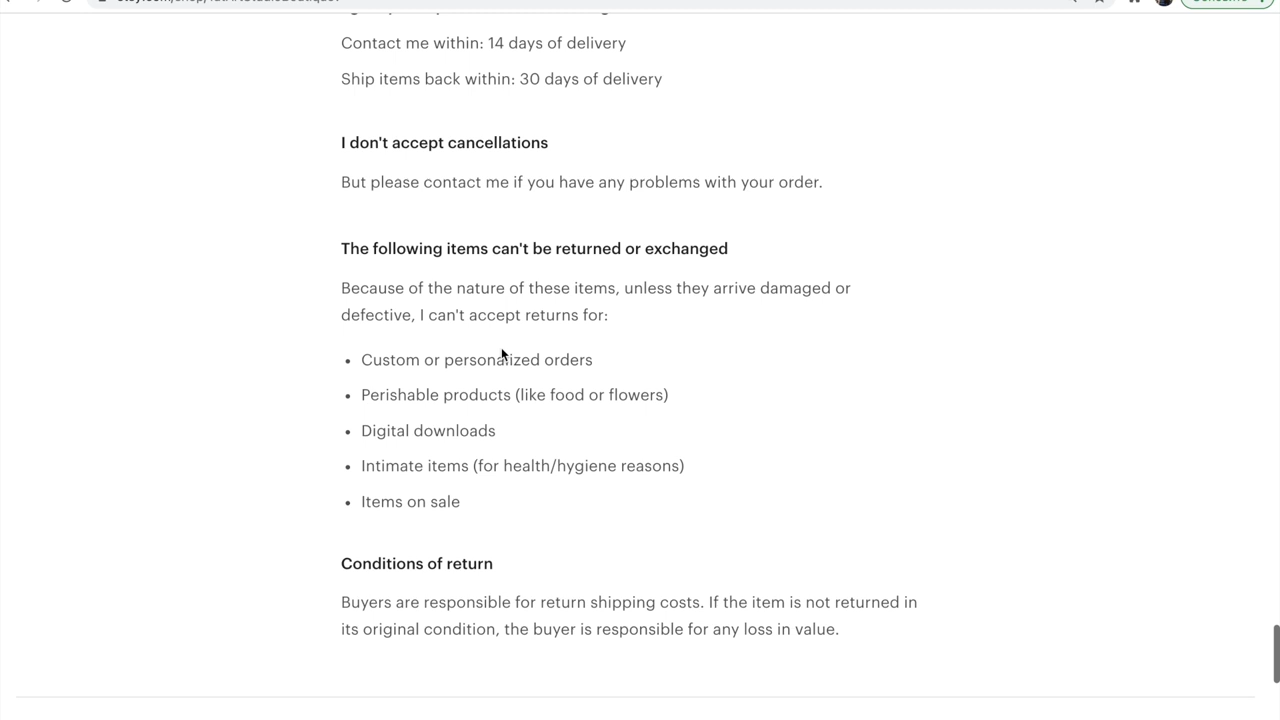 Contact me within: 14 days of delivery
Ship items back within: 30 days of delivery
I don't accept cancellations
But please contact me if you have any problems with your order.
The following items can't be returned or exchanged
Because of the nature of these items, unless they arrive damaged or
defective, I can't accept returns for:
• Custom or personalized orders
• Perishable products (like food or flowers)
• Digital downloads
• Intimate items (for health/hygiene reasons)
• Items on sale
Conditions of return
Buyers are responsible for return shipping costs. If the item is not returned in
its original condition, the buyer is responsible for any loss in value.